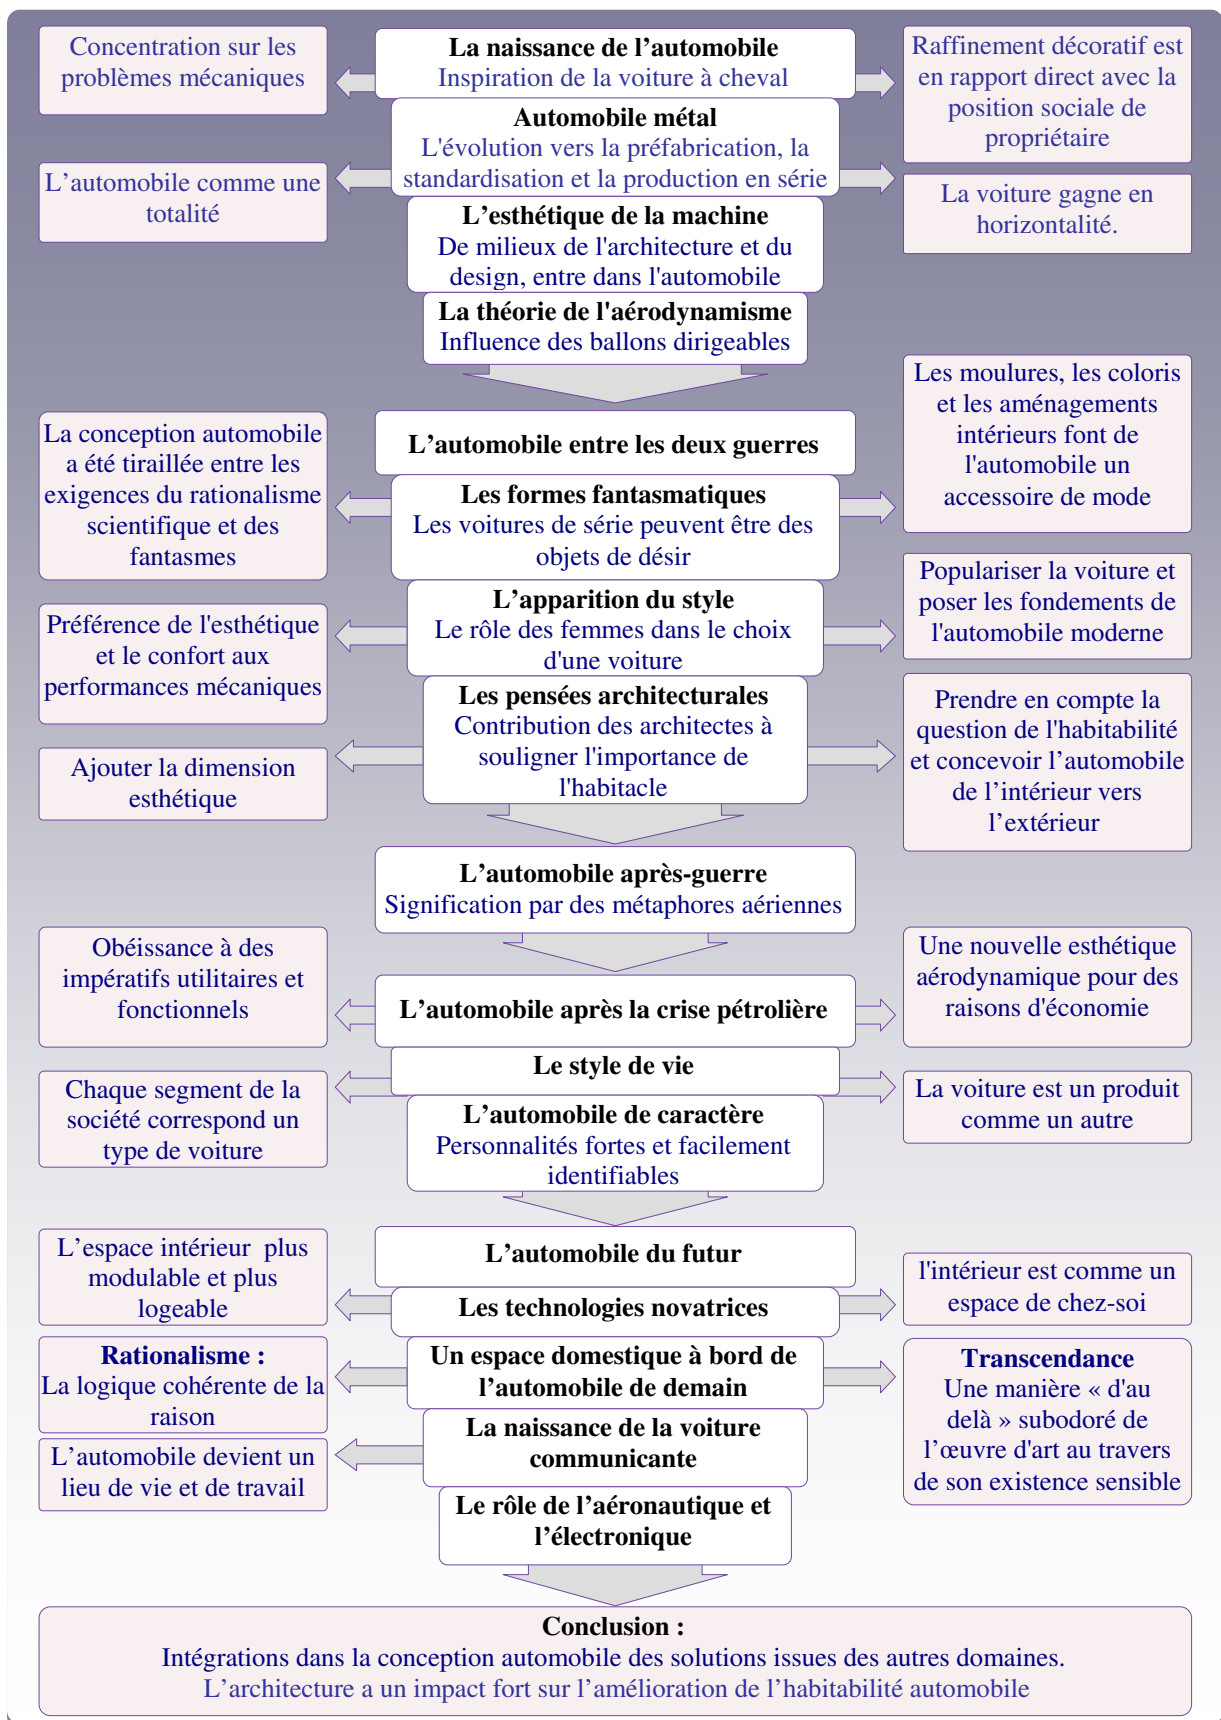 Concentration sur les
problèmes mécaniques
La naissance de l’automobile
Inspiration de la voiture à cheval
Raffinement décoratif est
en rapport direct avec la
position sociale de
propriétaire
Automobile métal
L'évolution vers la préfabrication, la
standardisation et la production en série
L’automobile comme une
totalité
La voiture gagne en
horizontalité.
L'esthétique de la machine
De milieux de l'architecture et du
design, entre dans l'automobile
La théorie de l'aérodynamisme
Influence des ballons dirigeables
Les moulures, les coloris
et les aménagements
intérieurs font de
l'automobile un
accessoire de mode
La conception automobile
a été tiraillée entre les
exigences du rationalisme
scientifique et des
fantasmes
L’automobile entre les deux guerres
Les formes fantasmatiques
Les voitures de série peuvent être des
objets de désir
Populariser la voiture et
poser les fondements de
l'automobile moderne
L'apparition du style
Le rôle des femmes dans le choix
d'une voiture
Préférence de l'esthétique
et le confort aux
performances mécaniques
Les pensées architecturales
Contribution des architectes à
souligner l'importance de
l'habitacle
Prendre en compte la
question de l'habitabilité
et concevoir l’automobile
de l’intérieur vers
l’extérieur
Ajouter la dimension
esthétique
L'automobile après-guerre
Signification par des métaphores aériennes
Obéissance à des
impératifs utilitaires et
fonctionnels
L’automobile après la crise pétrolière
Une nouvelle esthétique
aérodynamique pour des
raisons d'économie
Le style de vie
Chaque segment de la
société correspond un
type de voiture
La voiture est un produit
comme un autre
L'automobile de caractère
Personnalités fortes et facilement
identifiables
L’espace intérieur  plus
modulable et plus
logeable
L’automobile du futur
l'intérieur est comme un
espace de chez-soi
Les technologies novatrices
Rationalisme :
La logique cohérente de la
raison
Un espace domestique à bord de
l’automobile de demain
Transcendance
Une manière « d'au
delà » subodoré de
l’œuvre d'art au travers
de son existence sensible
La naissance de la voiture
communicante
L’automobile devient un
lieu de vie et de travail
Le rôle de l’aéronautique et
l’électronique
Conclusion :
Intégrations dans la conception automobile des solutions issues des autres domaines.
L’architecture a un impact fort sur l’amélioration de l’habitabilité automobile